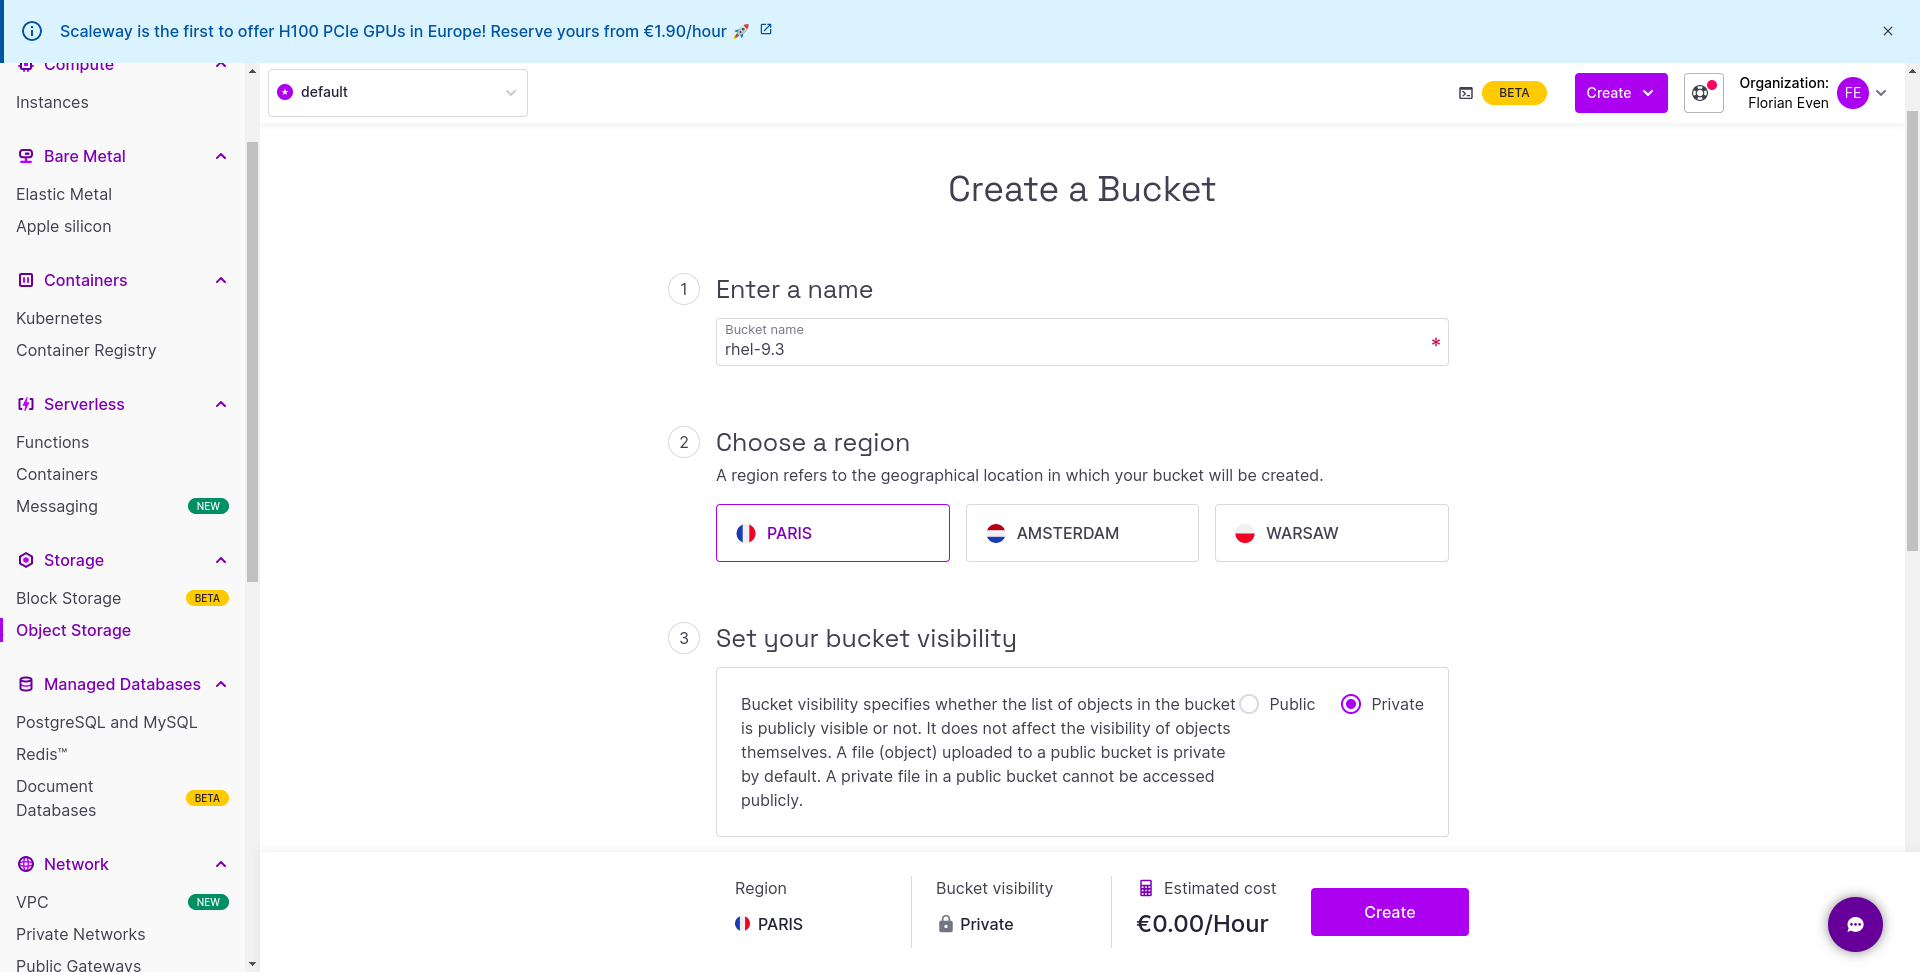 Scaleway is the first to offer H100 PCIe GPUs in Europe! Reserve yours from €1.90/hour 🚀
Compute
Instances
Bare Metal
Elastic Metal
Apple silicon
Containers
Kubernetes
Container Registry
Serverless
Functions
Containers
Messaging NEW
Storage
Block Storage BETA
Object Storage
Managed Databases
PostgreSQL and MySQL
Redis™
Document
Databases BETA
Network
VPC NEW
Private Networks
Public Gateways
default
BETA
Create
Organization:
Florian Even
FE
Create a Bucket
1 Enter a name
Bucket name
rhel-9.3 *
2 Choose a region
A region refers to the geographical location in which your bucket will be created.
PARIS AMSTERDAM WARSAW
3 Set your bucket visibility
Bucket visibility specifies whether the list of objects in the bucket
is publicly visible or not. It does not affect the visibility of objects
themselves. A file (object) uploaded to a public bucket is private
by default. A private file in a public bucket cannot be accessed
publicly.
Public Private
Region
PARIS
Bucket visibility
Private
Estimated cost
€0.00/Hour
Create